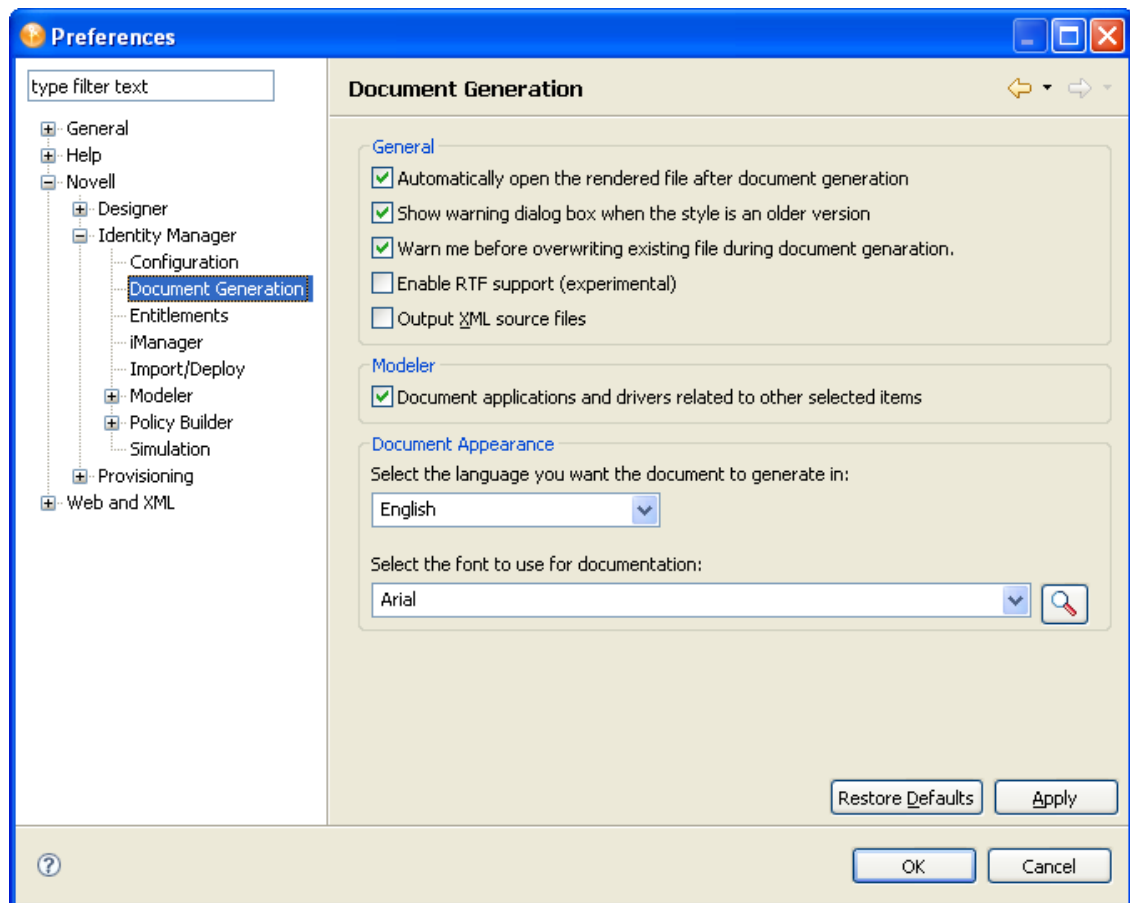 Preferences
type filter text
General
Help
Novell
Designer
Identity Manager
Configuration
Document Generation
Entitlements
iManager
Import/Deploy
Modeler
Policy Builder
Simulation
Provisioning
Web and XML
Document Generation
General
Automatically open the rendered file after document generation
Show warning dialog box when the style is an older version
Warn me before overwriting existing file during document genaration.
Enable RTF support (experimental)
Output XML source files
Modeler
Document applications and drivers related to other selected items
Document Appearance
Select the language you want the document to generate in:
English
Select the font to use for documentation:
Arial
Restore Defaults
Apply
OK
Cancel